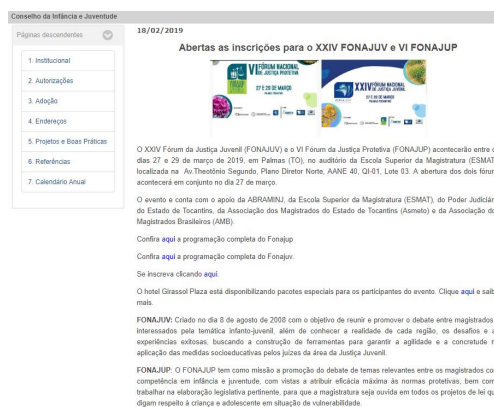 Conselho da Infância e Juventude
Páginas descendentes
1. Institucional
2. Autorizações
3. Adoção
4. Endereços
5. Projetos e Boas Práticas
6. Referências
7. Calendário Anual
18/02/2019
Abertas as inscrições para o XXIV FONAJUV e VI FONAJUP
VI FÓRUM NACIONAL
DE JUSTIÇA PROTETIVA
27 E 29 DE MARÇO
XXIV FÓRUM NACIONAL
DE JUSTIÇA JUVENIL
27 E 29 DE MARÇO
O XXIV Fórum da Justiça Juvenil (FONAJUV) e o VI Fórum da Justiça Protetiva (FONAJUP) acontecerão entre
dias 27 e 29 de março de 2019, em Palmas (TO), no auditório da Escola Superior da Magistratura (ESMAT
localizada na Av.Theotônio Segundo, Plano Diretor Norte, AANE 40, QI-01, Lote 03. A abertura dos dois fórun
acontecerá em conjunto no dia 27 de março.
O evento e conta com o apoio da ABRAMINJ, da Escola Superior da Magistratura (ESMAT), do Poder Judiciár
do Estado de Tocantins, da Associação dos Magistrados do Estado de Tocantins (Asmeto) e da Associação do
Magistrados Brasileiros (AMB).
Confira aqui a programação completa do Fonajup
Confira aqui a programação completa do Fonajuv.
Se inscreva clicando aqui.
O hotel Girassol Plaza está disponibilizando pacotes especiais para os participantes do evento. Clique aqui e saib
mais.
FONAJUV: Criado no dia 8 de agosto de 2008 com o objetivo de reunir e promover o debate entre magistrados
interessados pela temática infanto-juvenil, além de conhecer a realidade de cada região, os desafios e a
experiências exitosas, buscando a construção de ferramentas para garantir a agilidade e a concretude n
aplicação das medidas socioeducativas pelos juízes da área da Justiça Juvenil.
FONAJUP: O FONAJUP tem como missão a promoção do debate de temas relevantes entre os magistrados co
competência em infância e juventude, com vistas a atribuir eficácia máxima às normas protetivas, bem com
trabalhar na elaboração legislativa pertinente, para que a magistratura seja ouvida em todos os projetos de lei qu
digam respeito à criança e adolescente em situação de vulnerabilidade.